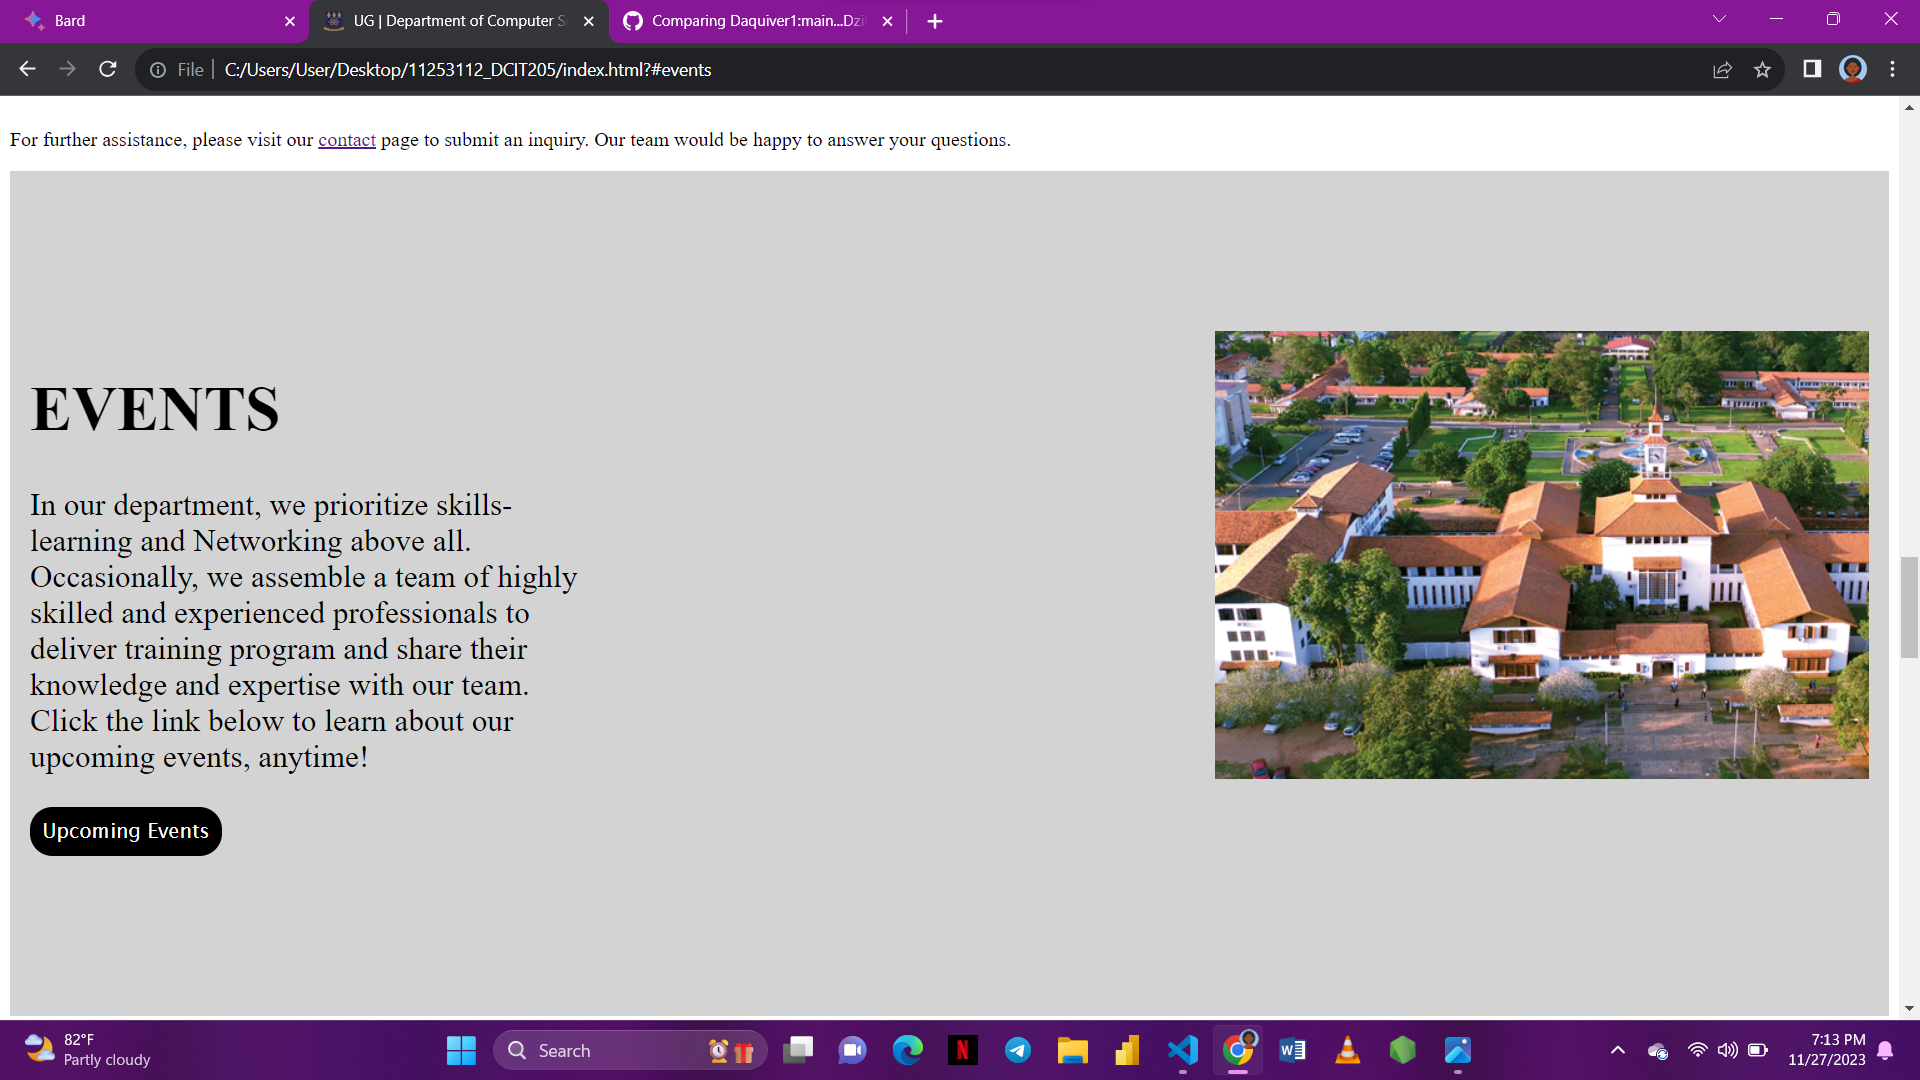 Bard
UG | Department of Computer S
Comparing Daquiver1:main...Dzi
File
C:/Users/User/Desktop/11253112_DCIT205/index.html?#events
For further assistance, please visit our contact page to submit an inquiry. Our team would be happy to answer your questions.
EVENTS
In our department, we prioritize skills-
learning and Networking above all.
Occasionally, we assemble a team of highly
skilled and experienced professionals to
deliver training program and share their
knowledge and expertise with our team.
Click the link below to learn about our
upcoming events, anytime!
Upcoming Events
82°F
Partly cloudy
Search
7:13 PM
11/27/2023